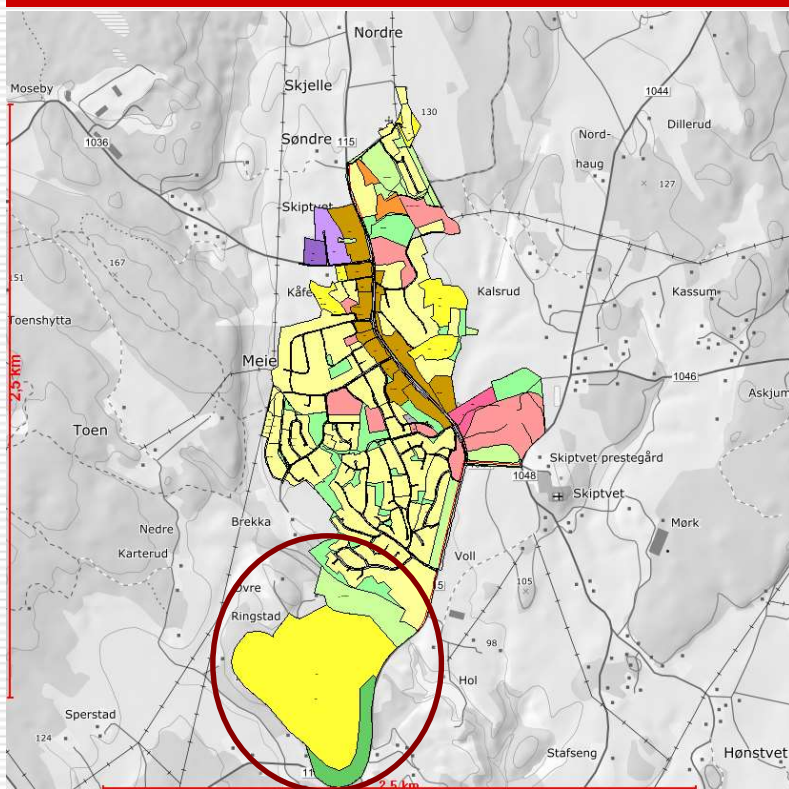 Nordre
Moseby
Skjelle
130
1044
Dillerud
1036
Søndre
115
Nord-
haug
127
Skiptvet
167
151
Kåfe
Kalsrud
Kassum
Toenshytta
Meie
2,5 km
1046
Askjum
Toen
Skiptvet prestegård
1048
Skiptvet
Brekka
Nedre
Karterud
Mørk
Voll
Øvre
105
Ringstad
98
Hol
Sperstad
124
Stafseng
Hønstvet
11
2,5 km